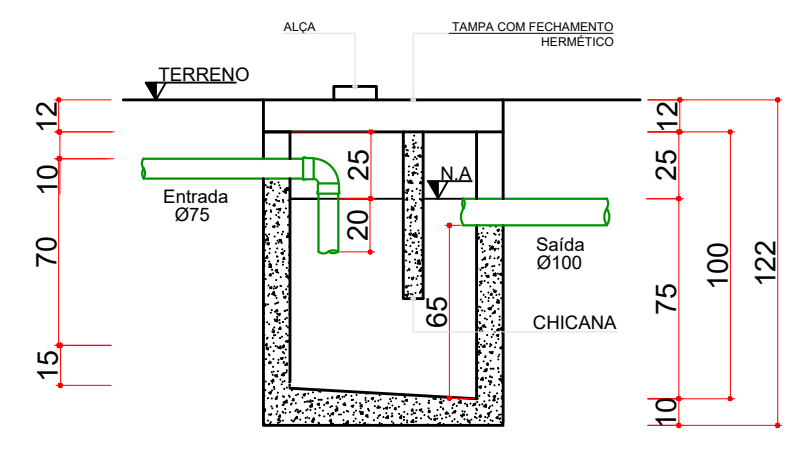 ALÇA
TAMPA COM FECHAMENTO
HERMÉTICO
TERRENO
12
12
25
25
10
N.A
Entrada
Ø75
20
Saída
Ø100
70
100
122
75
65
CHICANA
15
10